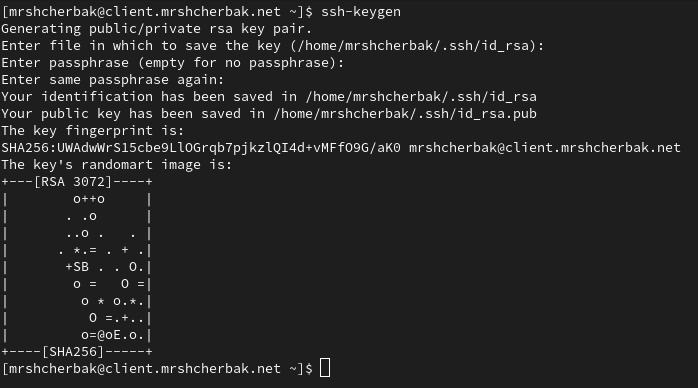 [mrshcherbak@client.mrshcherbak.net ~]$ ssh-keygen
Generating public/private rsa key pair.
Enter file in which to save the key (/home/mrshcherbak/.ssh/id_rsa):
Enter passphrase (empty for no passphrase):
Enter same passphrase again:
Your identification has been saved in /home/mrshcherbak/.ssh/id_rsa
Your public key has been saved in /home/mrshcherbak/.ssh/id_rsa.pub
The key fingerprint is:
SHA256:UWAdwWrS15cbe9LlOGrqb7pjkzlQI4d+vMFfO9G/aK0 mrshcherbak@client.mrshcherbak.net
The key's randomart image is:
+---[RSA 3072]----+
|        o++o     |
|       . .o      |
|       ..o .   . |
|      . *.= . + .|
|       +SB . . O.|
|        o =   O =|
|         o * o.*.|
|          O =.+..|
|         o=@oE.o.|
+----[SHA256]-----+
[mrshcherbak@client.mrshcherbak.net ~]$